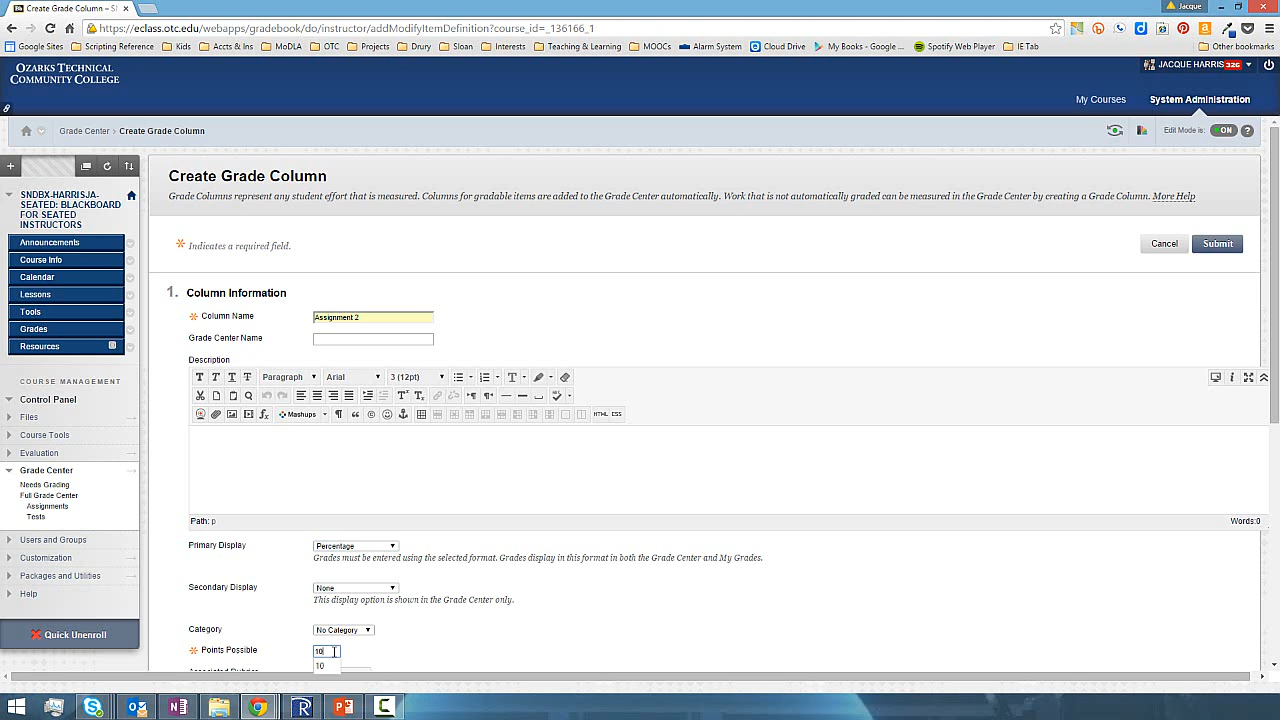 Create Grade Column – Sl
Jacque
https://eclass.otc.edu/webapps/gradebook/do/instructor/addModifyItemDefinition?course_id=_136166_1
Google Sites Scripting Reference Kids Accts & Ins MoDLA OTC Projects Drury Sloan Interests Teaching & Learning MOOCs Alarm System Cloud Drive My Books - Google ... Spotify Web Player IE Tab Other bookmarks
OZARKS TECHNICAL
COMMUNITY COLLEGE
JACQUE HARRIS 326
My Courses System Administration
Grade Center > Create Grade Column
Edit Mode is: ON ?
SNDBX-HARRISJA-
SEATED: BLACKBOARD
FOR SEATED
INSTRUCTORS
Announcements
Course Info
Calendar
Lessons
Tools
Grades
Resources
COURSE MANAGEMENT
Control Panel
Files
Course Tools
Evaluation
Grade Center
Needs Grading
Full Grade Center
Assignments
Tests
Users and Groups
Customization
Packages and Utilities
Help
Quick Unenroll
Create Grade Column
Grade Columns represent any student effort that is measured. Columns for gradable items are added to the Grade Center automatically. Work that is not automatically graded can be measured in the Grade Center by creating a Grade Column. More Help
Indicates a required field.
Cancel Submit
1. Column Information
Column Name Assignment 2
Grade Center Name
Description
T T T T Paragraph Arial 3 (12pt)
Mashups HTML CSS
Path: p Words:0
Primary Display Percentage
Grades must be entered using the selected format. Grades display in this format in both the Grade Center and My Grades.
Secondary Display None
This display option is shown in the Grade Center only.
Category No Category
Points Possible 10
10